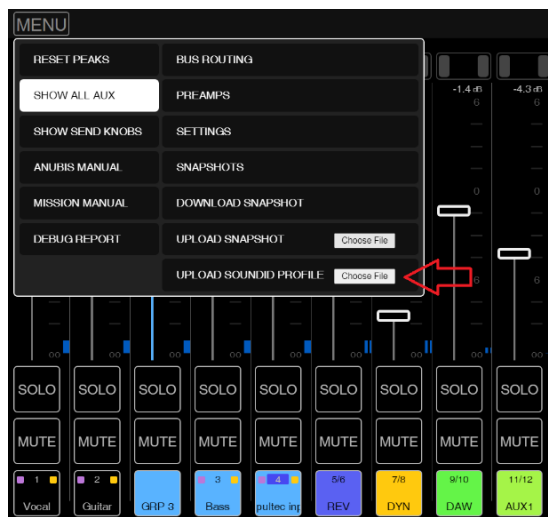 MENU
RESET PEAKS BUS ROUTING
SHOW ALL AUX PREAMPS
SHOW SEND KNOBS SETTINGS
ANUBIS MANUAL SNAPSHOTS
MISSION MANUAL DOWNLOAD SNAPSHOT
DEBUG REPORT UPLOAD SNAPSHOT Choose File
UPLOAD SOUNDID PROFILE Choose File
-1.4 dB -4.3 dB
6 6
0 0
6 6
∞ ∞ ∞ ∞ ∞ ∞ ∞ ∞ ∞
SOLO SOLO SOLO SOLO SOLO SOLO SOLO SOLO SOLO
MUTE MUTE MUTE MUTE MUTE MUTE MUTE MUTE MUTE
1 2 3 4 5/6 7/8 9/10 11/12
Vocal Guitar GRP 3 Bass pultec inp REV DYN DAW AUX1